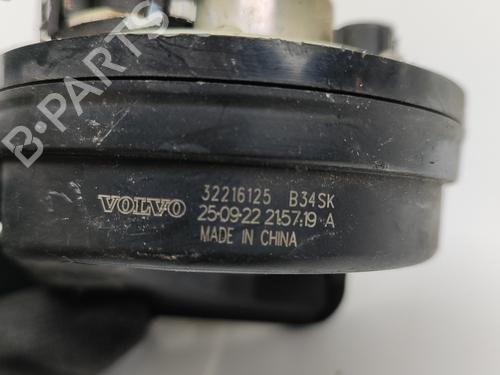 B-PARTS
VOLVO 32216125 B34SK
25-09-22 21:57:19 A
MADE IN CHINA